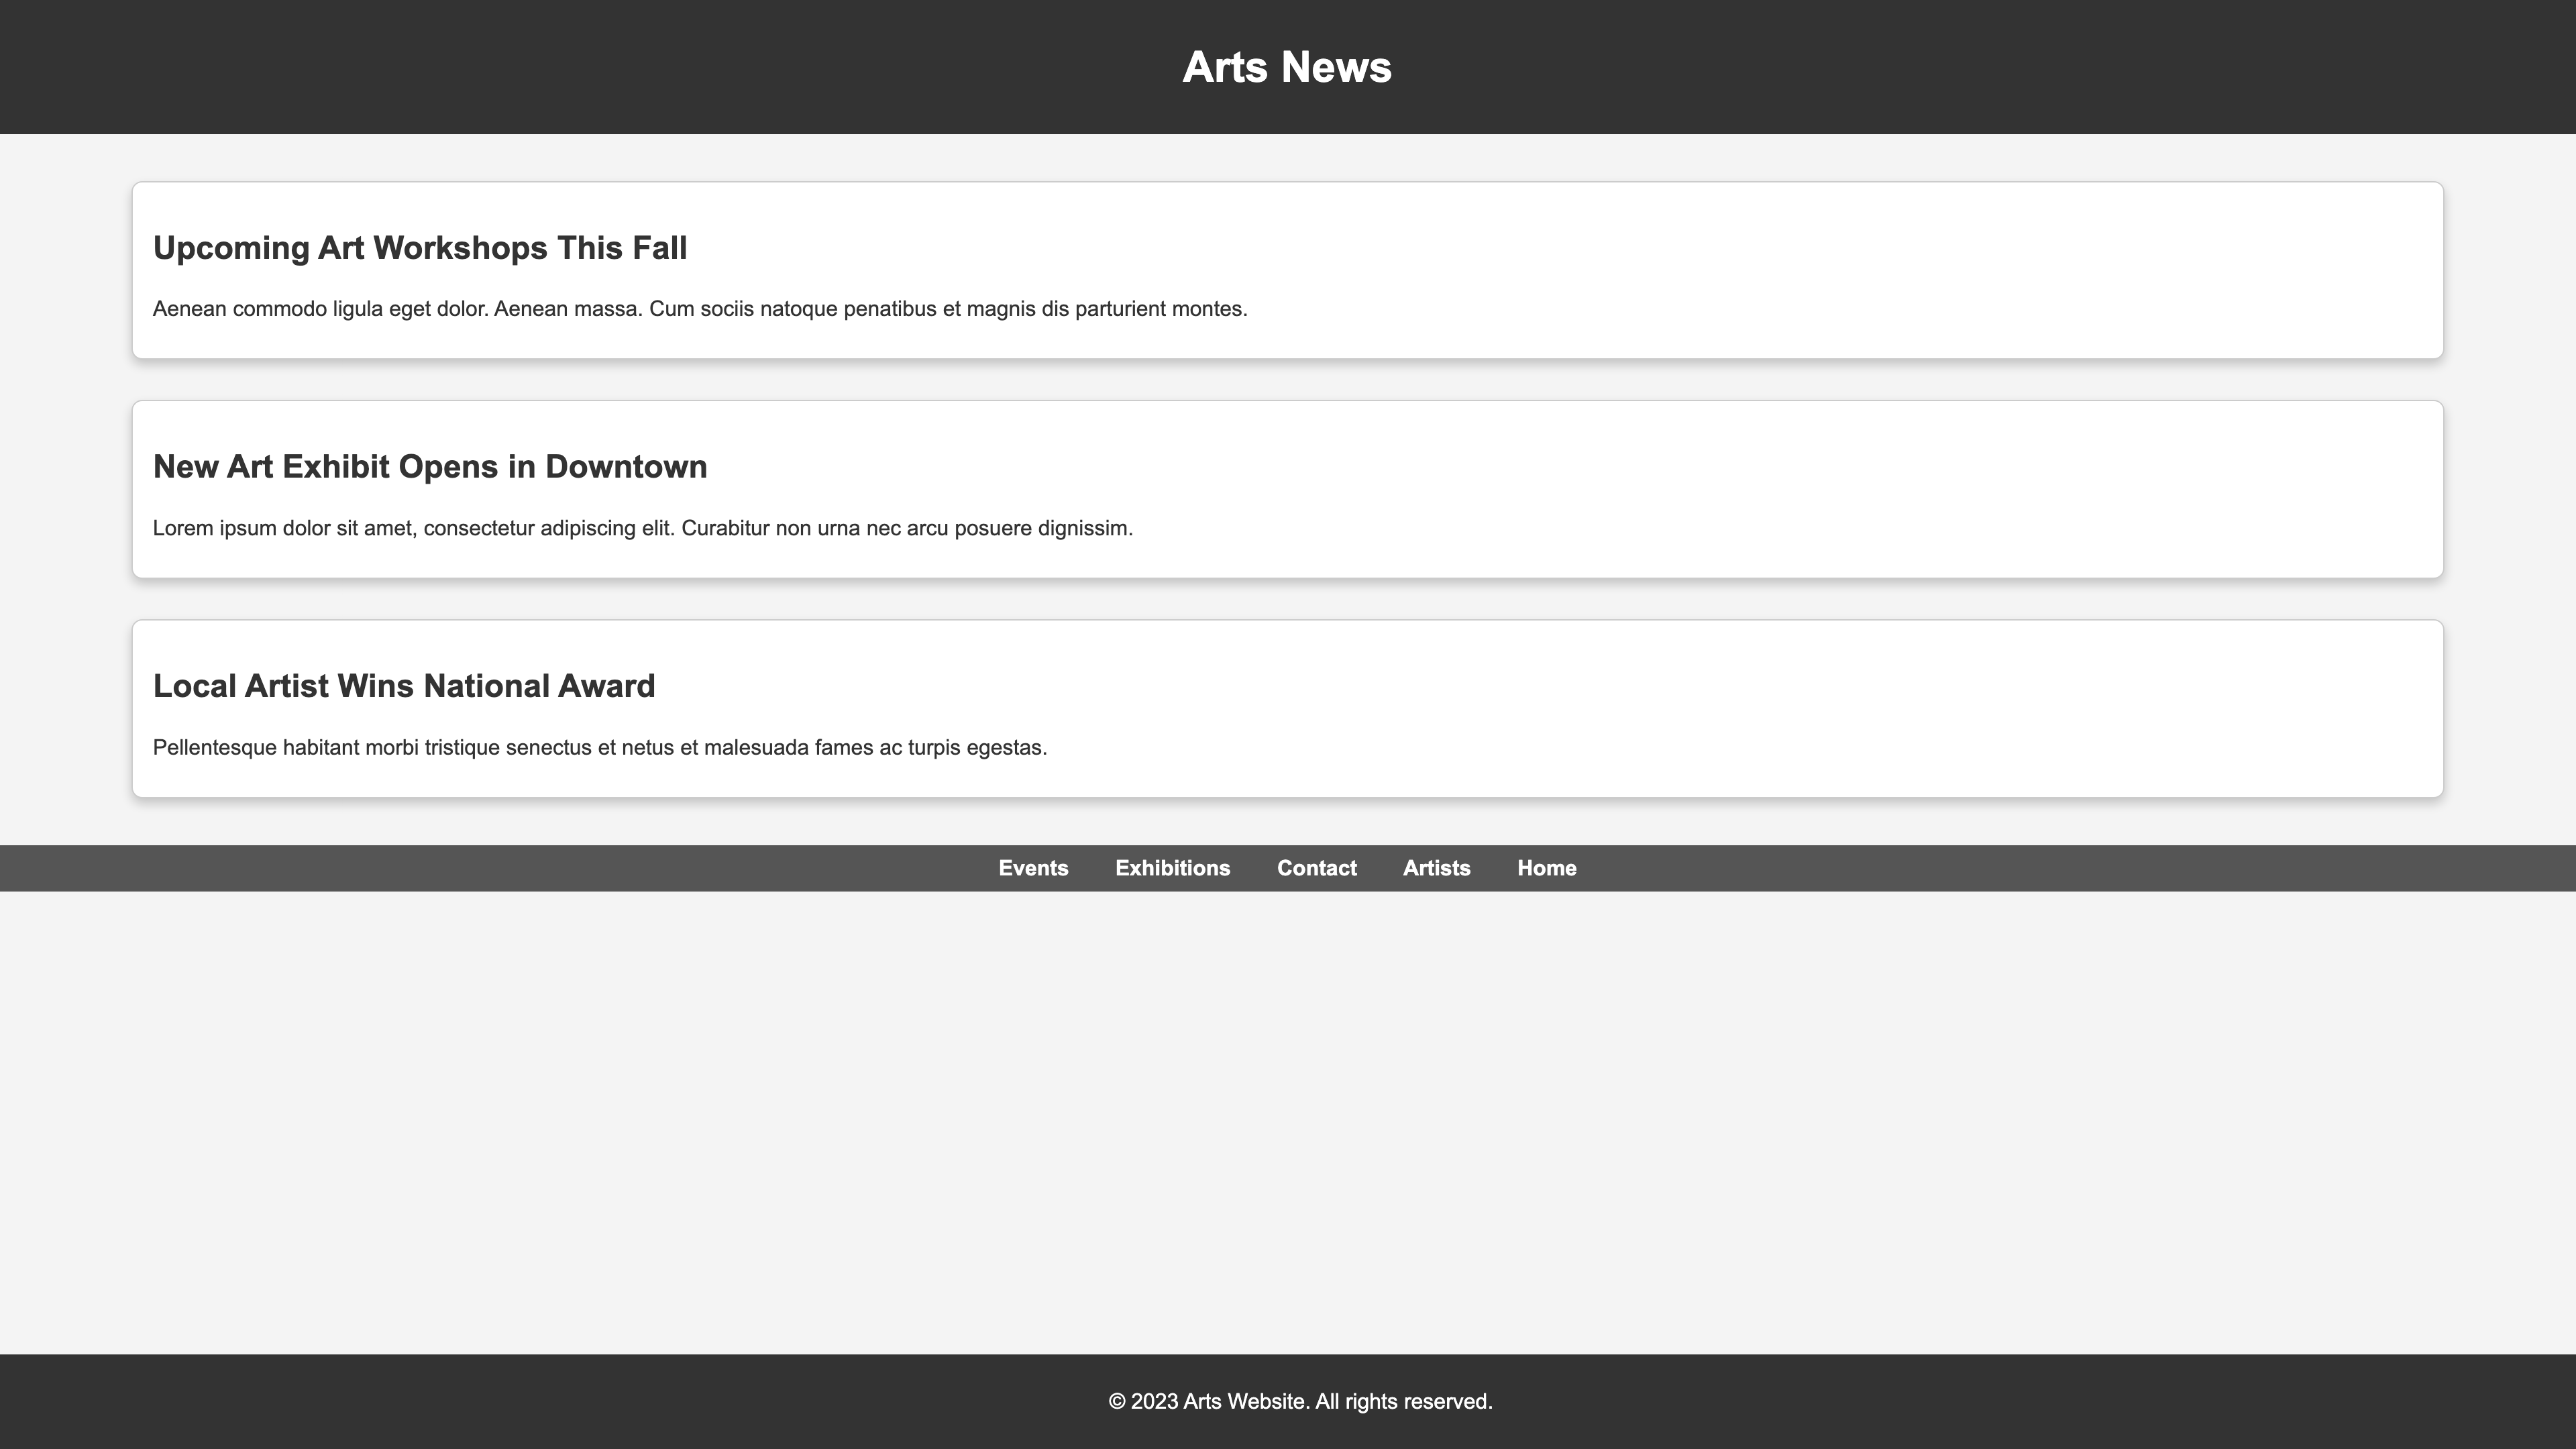 Arts News
Upcoming Art Workshops This Fall
Aenean commodo ligula eget dolor. Aenean massa. Cum sociis natoque penatibus et magnis dis parturient montes.
New Art Exhibit Opens in Downtown
Lorem ipsum dolor sit amet, consectetur adipiscing elit. Curabitur non urna nec arcu posuere dignissim.
Local Artist Wins National Award
Pellentesque habitant morbi tristique senectus et netus et malesuada fames ac turpis egestas.
Events Exhibitions Contact Artists Home
© 2023 Arts Website. All rights reserved.